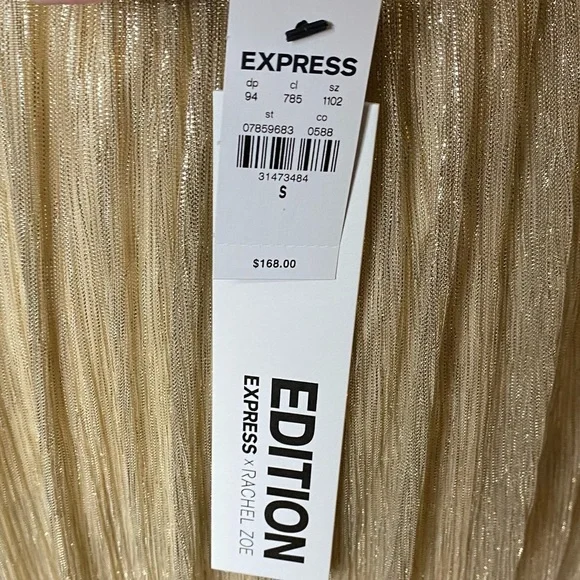 EXPRESS
dp cl sz
94 785 1102
st co
07859683 0588
31473484
S
$168.00
EDITION
EXPRESS x RACHEL ZOE